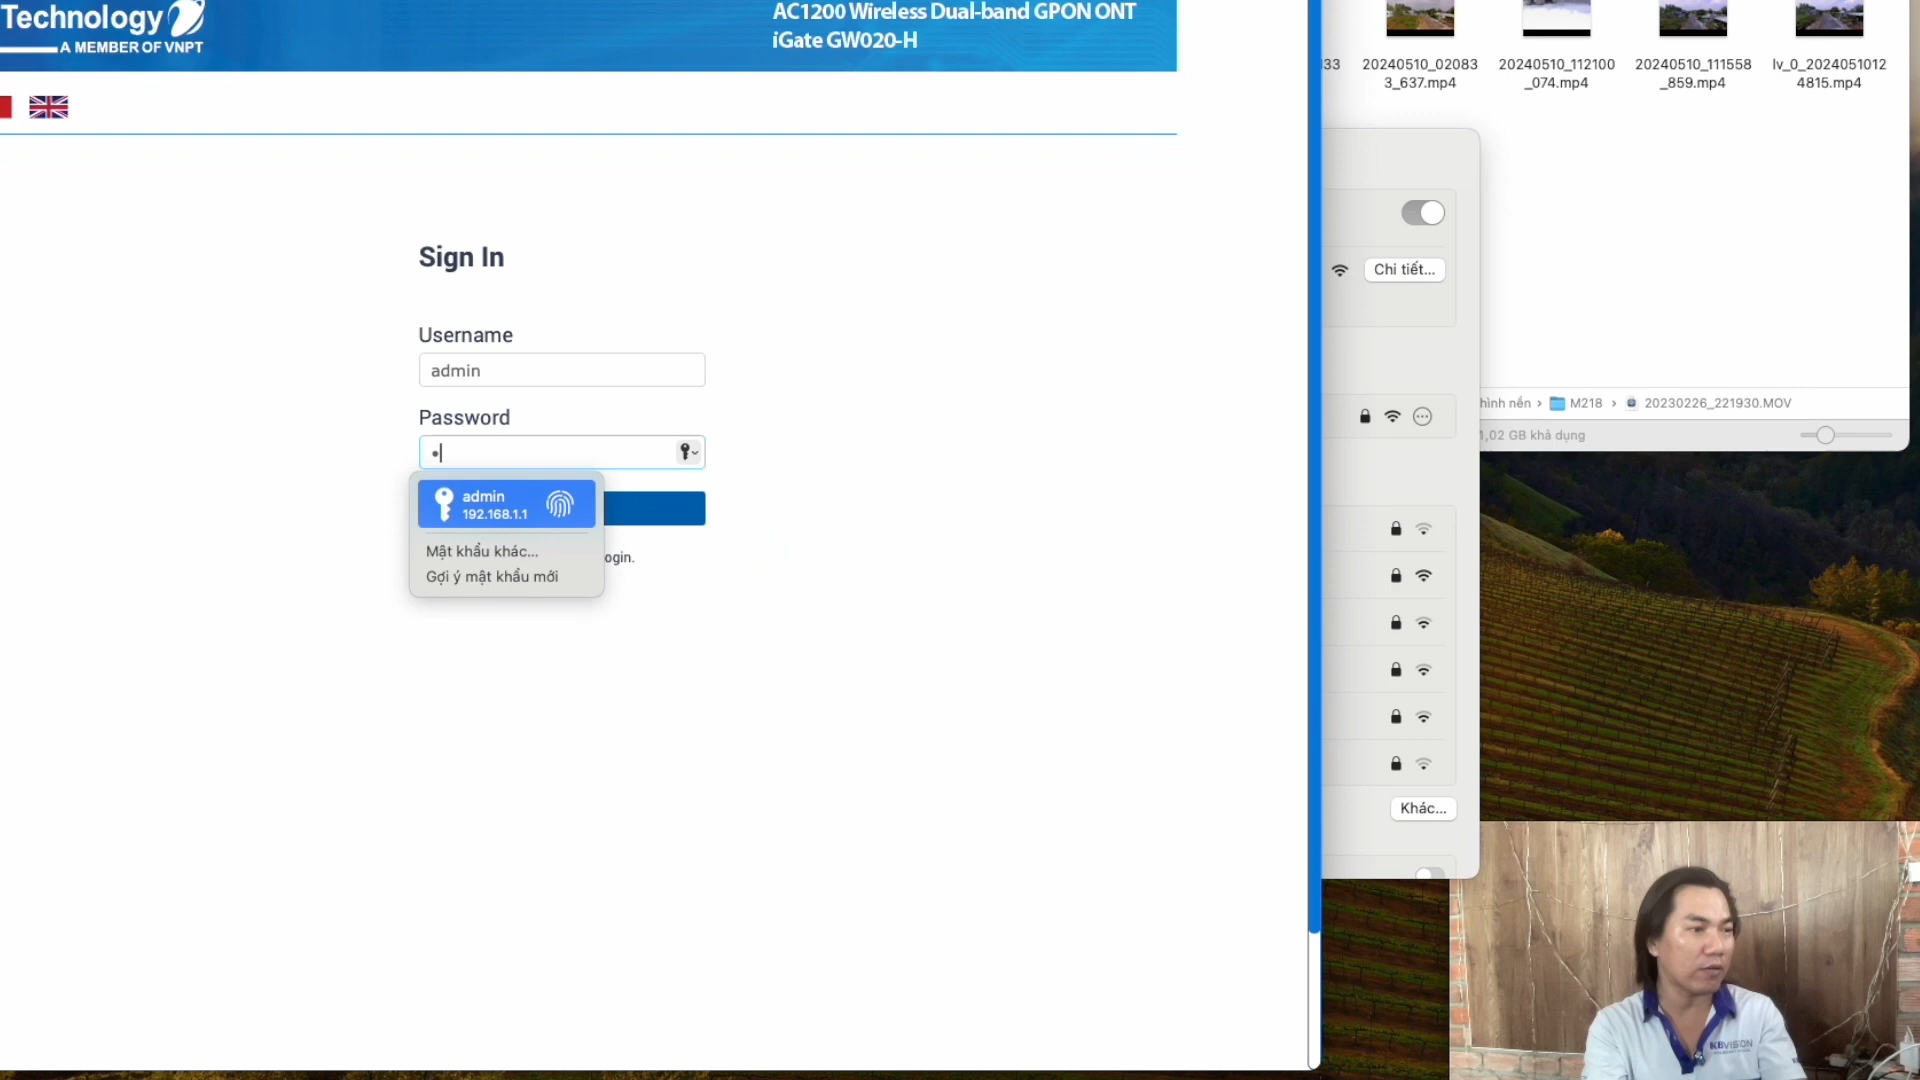 Technology
A MEMBER OF VNPT
AC1200 Wireless Dual-band GPON ONT
iGate GW020-H
Sign In
Username
admin
Password
admin
192.168.1.1
Mật khẩu khác...
Gợi ý mật khẩu mới
ogin.
33
20240510_02083
3_637.mp4
20240510_112100
_074.mp4
20240510_111558
_859.mp4
lv_0_2024051012
4815.mp4
Chi tiết...
hình nền › M218 › 20230226_221930.MOV
1,02 GB khả dụng
Khác...
KBVISION